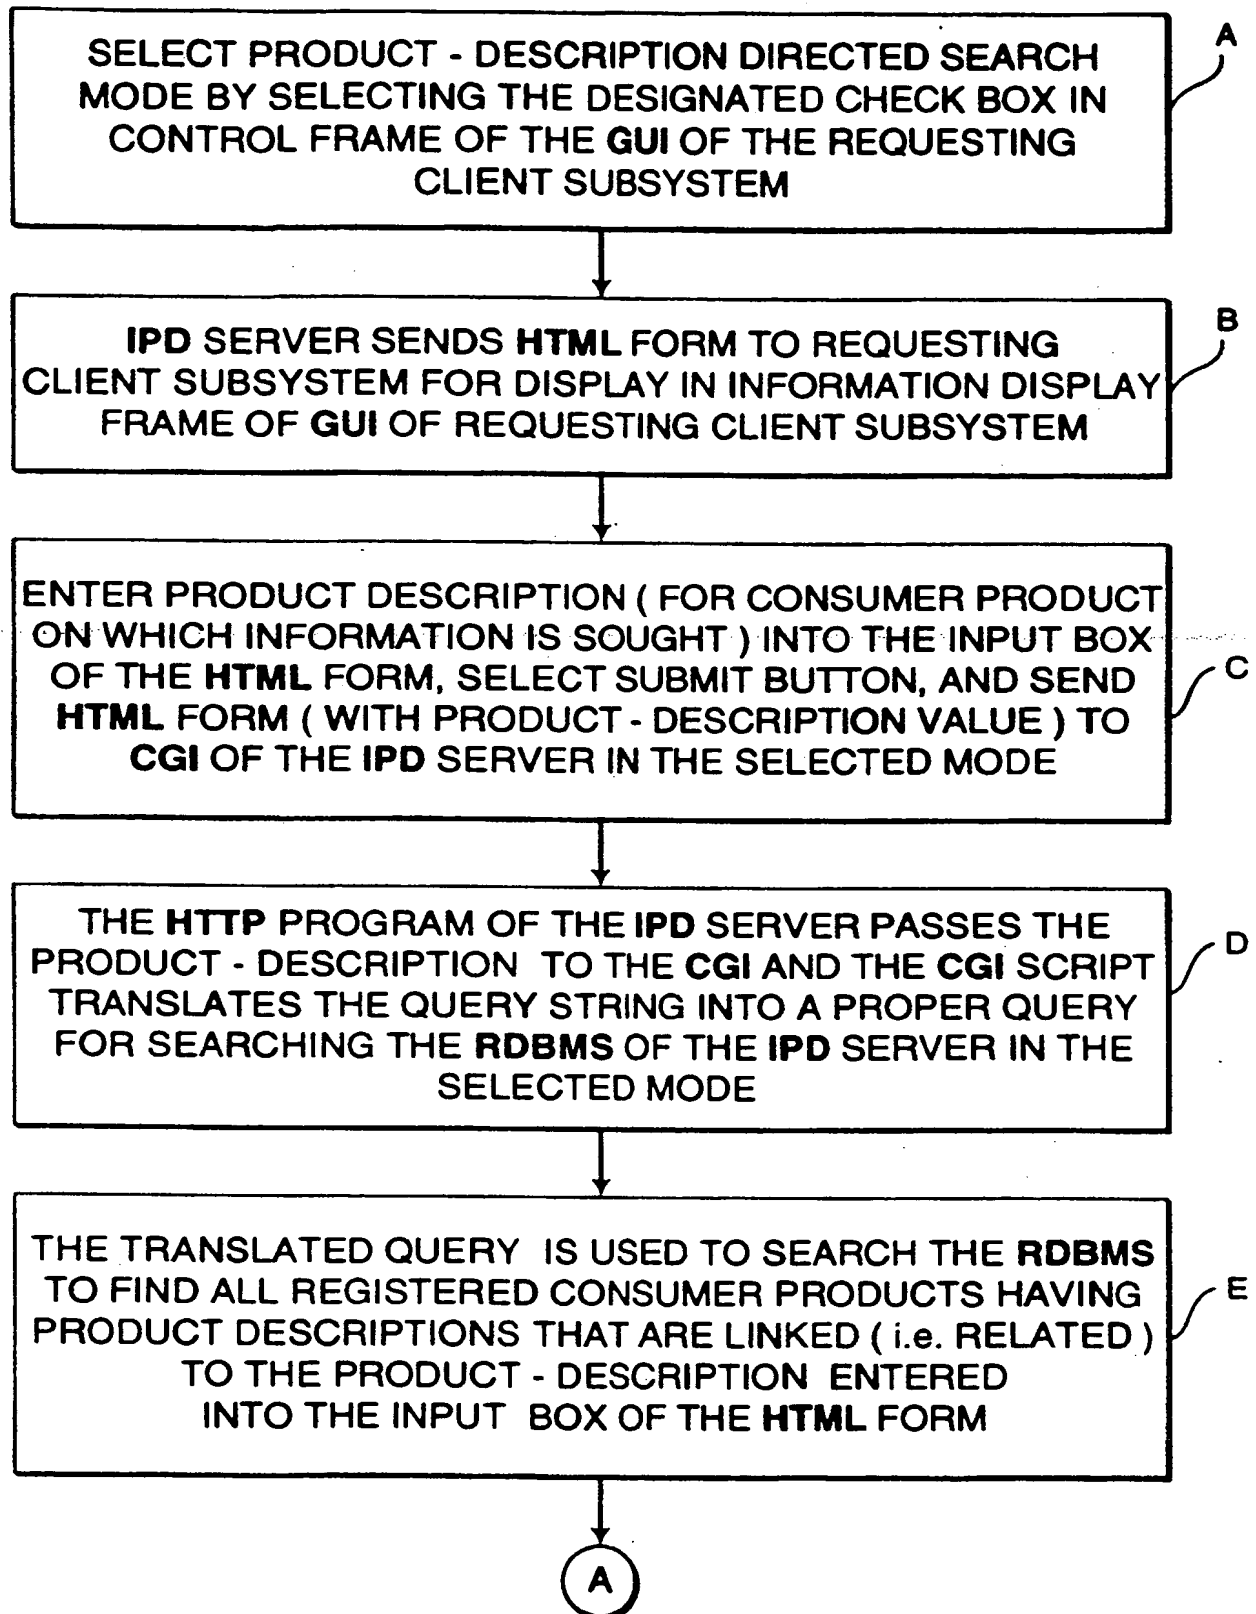 SELECT PRODUCT - DESCRIPTION DIRECTED SEARCH
MODE BY SELECTING THE DESIGNATED CHECK BOX IN
CONTROL FRAME OF THE GUI OF THE REQUESTING
CLIENT SUBSYSTEM
A
IPD SERVER SENDS HTML FORM TO REQUESTING
CLIENT SUBSYSTEM FOR DISPLAY IN INFORMATION DISPLAY
FRAME OF GUI OF REQUESTING CLIENT SUBSYSTEM
B
ENTER PRODUCT DESCRIPTION ( FOR CONSUMER PRODUCT
ON WHICH INFORMATION IS SOUGHT ) INTO THE INPUT BOX
OF THE HTML FORM, SELECT SUBMIT BUTTON, AND SEND
HTML FORM ( WITH PRODUCT - DESCRIPTION VALUE ) TO
CGI OF THE IPD SERVER IN THE SELECTED MODE
C
THE HTTP PROGRAM OF THE IPD SERVER PASSES THE
PRODUCT - DESCRIPTION TO THE CGI AND THE CGI SCRIPT
TRANSLATES THE QUERY STRING INTO A PROPER QUERY
FOR SEARCHING THE RDBMS OF THE IPD SERVER IN THE
SELECTED MODE
D
THE TRANSLATED QUERY IS USED TO SEARCH THE RDBMS
TO FIND ALL REGISTERED CONSUMER PRODUCTS HAVING
PRODUCT DESCRIPTIONS THAT ARE LINKED ( i.e. RELATED )
TO THE PRODUCT - DESCRIPTION ENTERED
INTO THE INPUT BOX OF THE HTML FORM
E
A